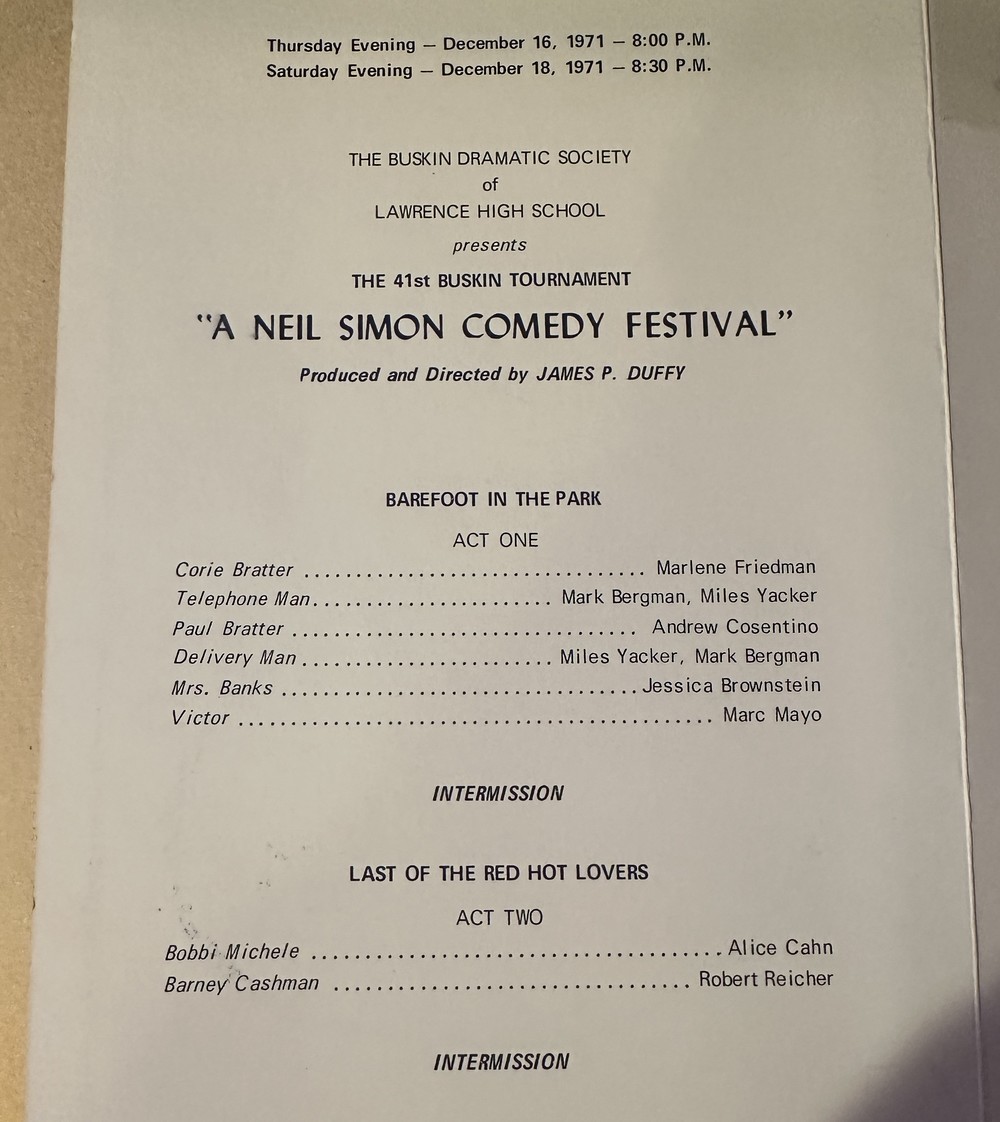 Thursday Evening — December 16, 1971 — 8:00 P.M.
Saturday Evening — December 18, 1971 — 8:30 P.M.
THE BUSKIN DRAMATIC SOCIETY
of
LAWRENCE HIGH SCHOOL
presents
THE 41st BUSKIN TOURNAMENT
"A NEIL SIMON COMEDY FESTIVAL"
Produced and Directed by JAMES P. DUFFY
BAREFOOT IN THE PARK
ACT ONE
Corie Bratter .................................. Marlene Friedman
Telephone Man........................ Mark Bergman, Miles Yacker
Paul Bratter .................................. Andrew Cosentino
Delivery Man ......................... Miles Yacker, Mark Bergman
Mrs. Banks ...................................Jessica Brownstein
Victor ............................................... Marc Mayo
INTERMISSION
LAST OF THE RED HOT LOVERS
ACT TWO
Bobbi Michele .........................................Alice Cahn
Barney Cashman ................................... Robert Reicher
INTERMISSION